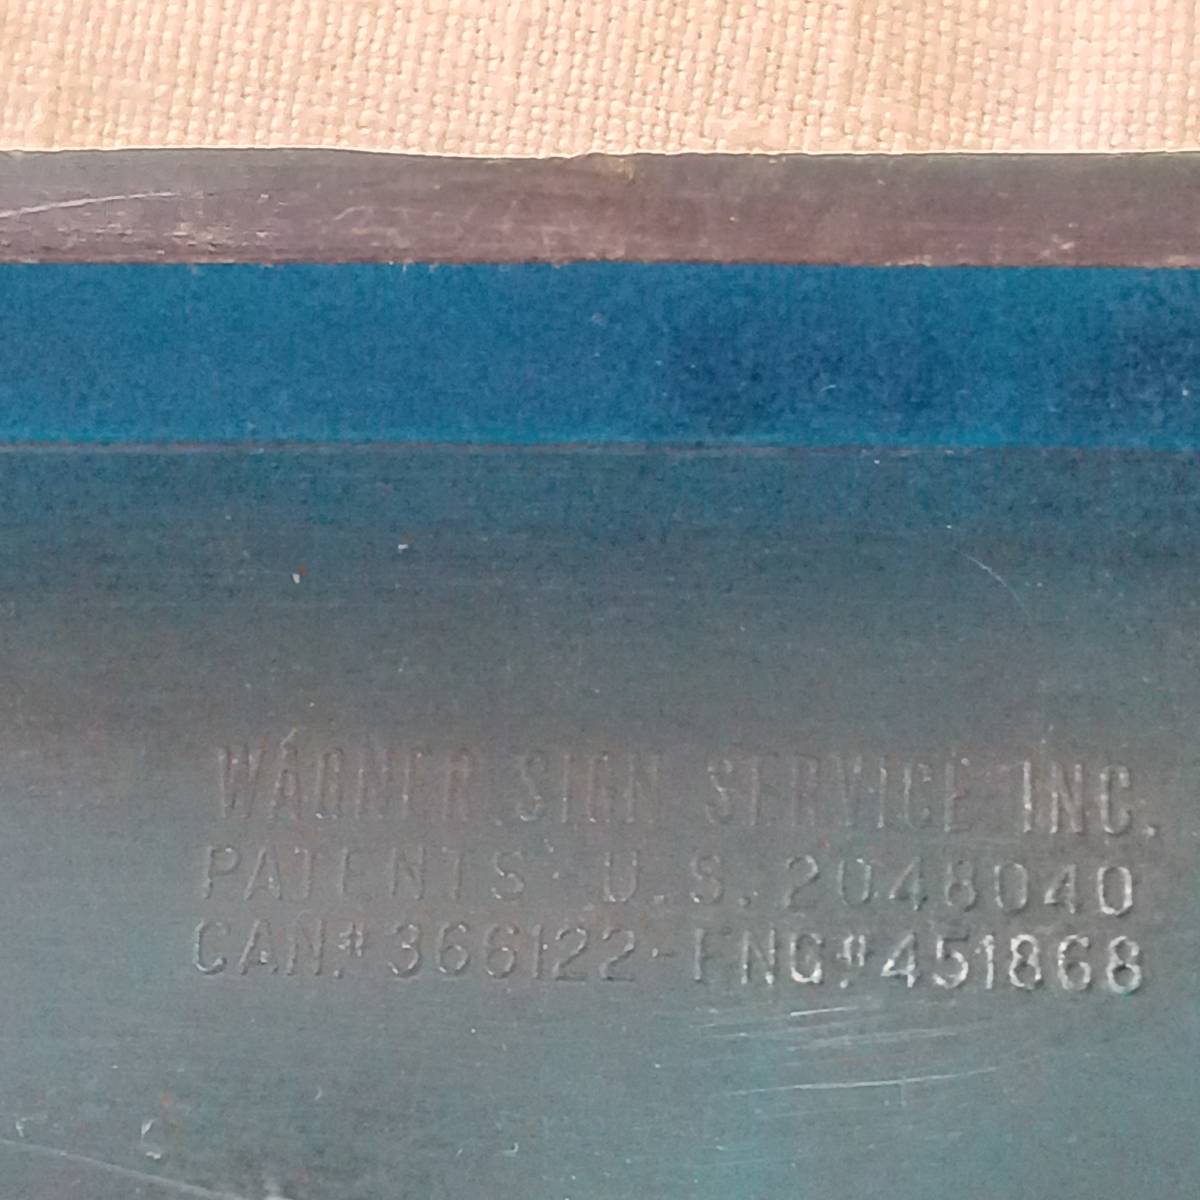 WAGNER SIGN SERVICE INC.
PATENTS U.S. 2048040
CAN.# 366122-ENG.#451868